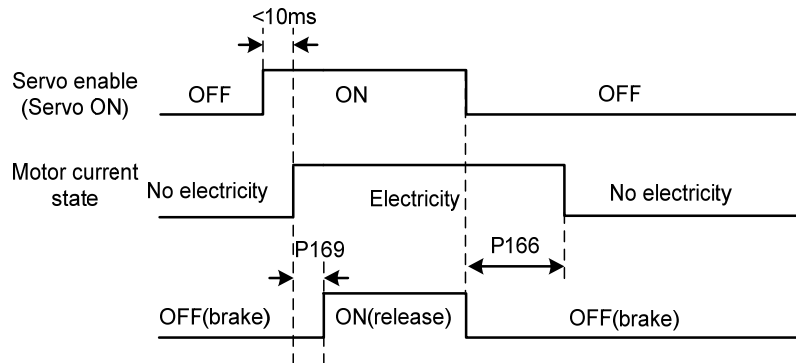 <10ms
Servo enable
(Servo ON)
OFF
ON
OFF
Motor current
state
No electricity
Electricity
No electricity
P169
P166
OFF(brake)
ON(release)
OFF(brake)